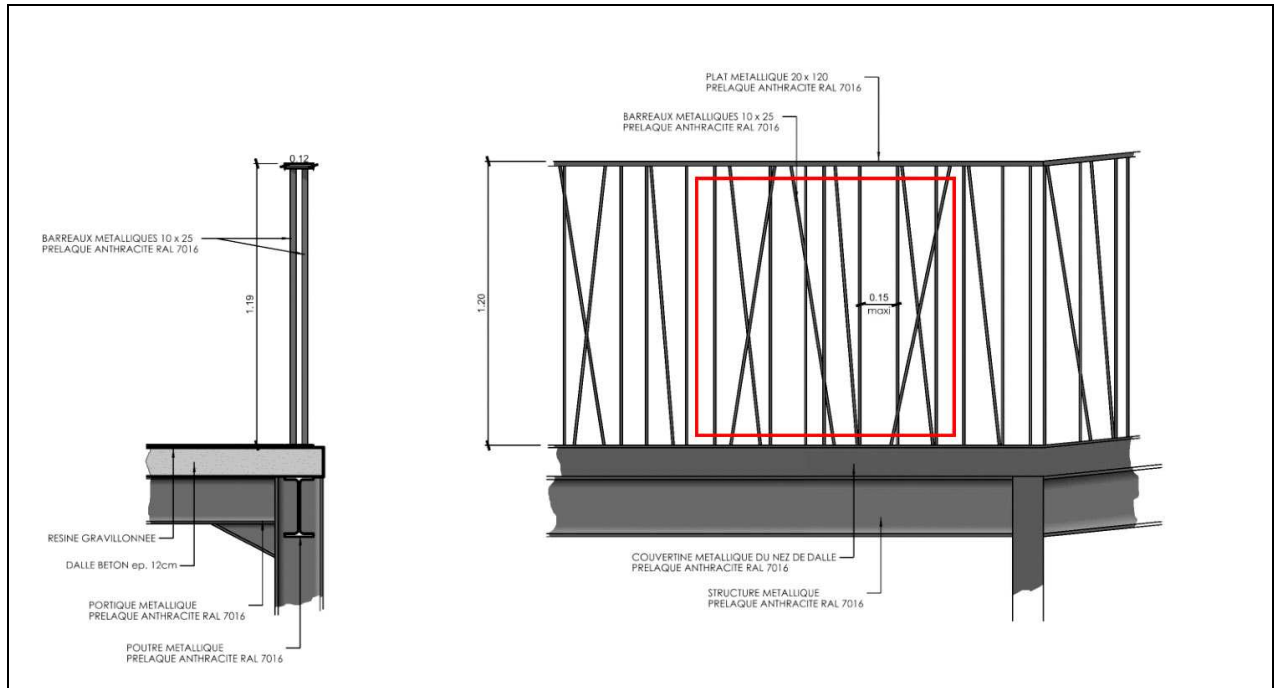 0.12
BARREAUX METALLIQUES 10 x 25
PRELAQUE ANTHRACITE RAL 7016
1.19
RESINE GRAVILLONNEE
DALLE BETON ep. 12cm
PORTIQUE METALLIQUE
PRELAQUE ANTHRACITE RAL 7016
POUTRE METALLIQUE
PRELAQUE ANTHRACITE RAL 7016
PLAT METALLIQUE 20 x 120
PRELAQUE ANTHRACITE RAL 7016
BARREAUX METALLIQUES 10 x 25
PRELAQUE ANTHRACITE RAL 7016
1.20
0.15
maxi
COUVERTINE METALLIQUE DU NEZ DE DALLE
PRELAQUE ANTHRACITE RAL 7016
STRUCTURE METALLIQUE
PRELAQUE ANTHRACITE RAL 7016